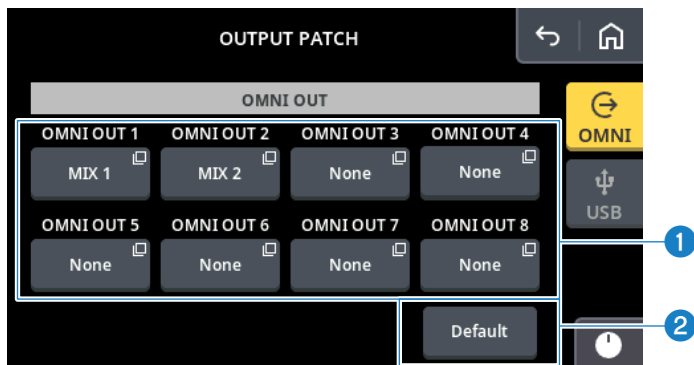 OUTPUT PATCH
OMNI OUT
OMNI
USB
OMNI OUT 1 OMNI OUT 2 OMNI OUT 3 OMNI OUT 4
MIX 1 MIX 2 None None
OMNI OUT 5 OMNI OUT 6 OMNI OUT 7 OMNI OUT 8
None None None None
1
Default
2